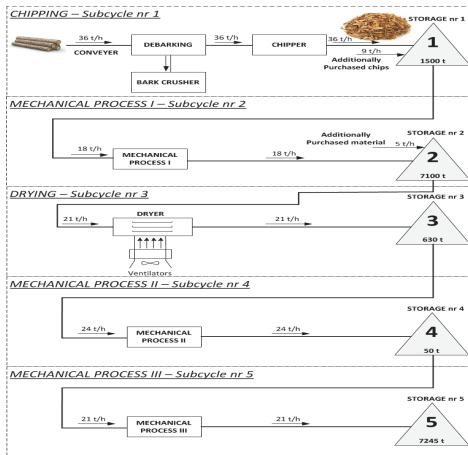 CHIPPING – Subcycle nr 1
STORAGE nr 1
36 t/h
CONVEYER
DEBARKING
36 t/h
CHIPPER
36 t/h
9 t/h
Additionally
Purchased chips
1
1500 t
BARK CRUSHER
MECHANICAL PROCESS I – Subcycle nr 2
STORAGE nr 2
Additionally
Purchased material
5 t/h
18 t/h
MECHANICAL
PROCESS I
18 t/h
2
7100 t
DRYING – Subcycle nr 3
STORAGE nr 3
21 t/h
DRYER
21 t/h
3
630 t
Ventilators
MECHANICAL PROCESS II – Subcycle nr 4
STORAGE nr 4
24 t/h
MECHANICAL
PROCESS II
24 t/h
4
50 t
MECHANICAL PROCESS III – Subcycle nr 5
STORAGE nr 5
21 t/h
MECHANICAL
PROCESS III
21 t/h
5
7245 t